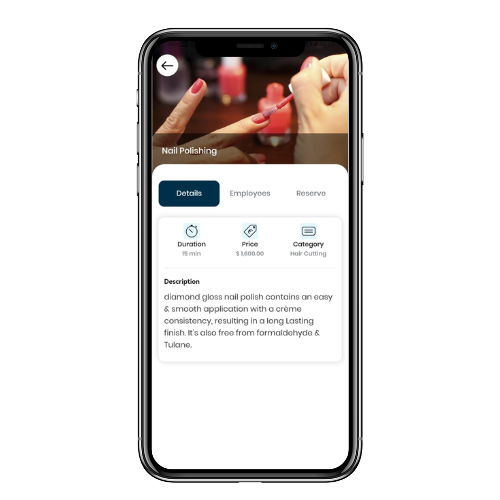 Nail Polishing
Details Employees Reserve
Duration Price Category
15 min $ 1,600.00 Hair Cutting
Description
diamond gloss nail polish contains an easy
& smooth application with a crème
consistency, resulting in a long Lasting
finish. It's also free from formaldehyde &
Tulane.